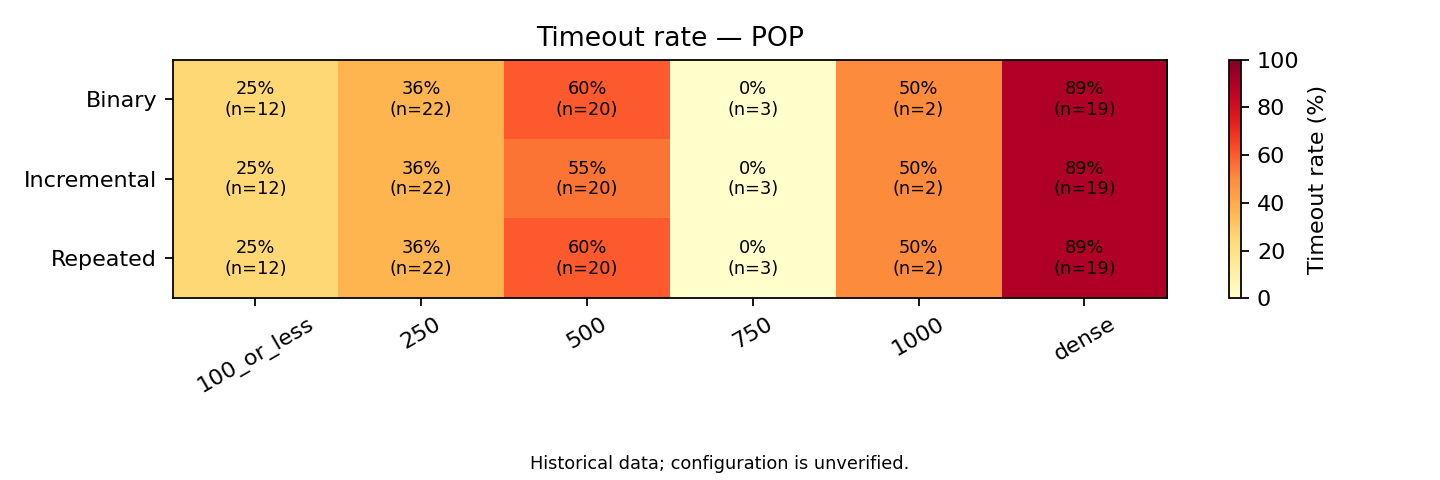 Timeout rate — POP
Binary
25%
(n=12)
36%
(n=22)
60%
(n=20)
0%
(n=3)
50%
(n=2)
89%
(n=19)
Incremental
25%
(n=12)
36%
(n=22)
55%
(n=20)
0%
(n=3)
50%
(n=2)
89%
(n=19)
Repeated
25%
(n=12)
36%
(n=22)
60%
(n=20)
0%
(n=3)
50%
(n=2)
89%
(n=19)
100_or_less
250
500
750
1000
dense
100
80
60
40
20
0
Timeout rate (%)
Historical data; configuration is unverified.